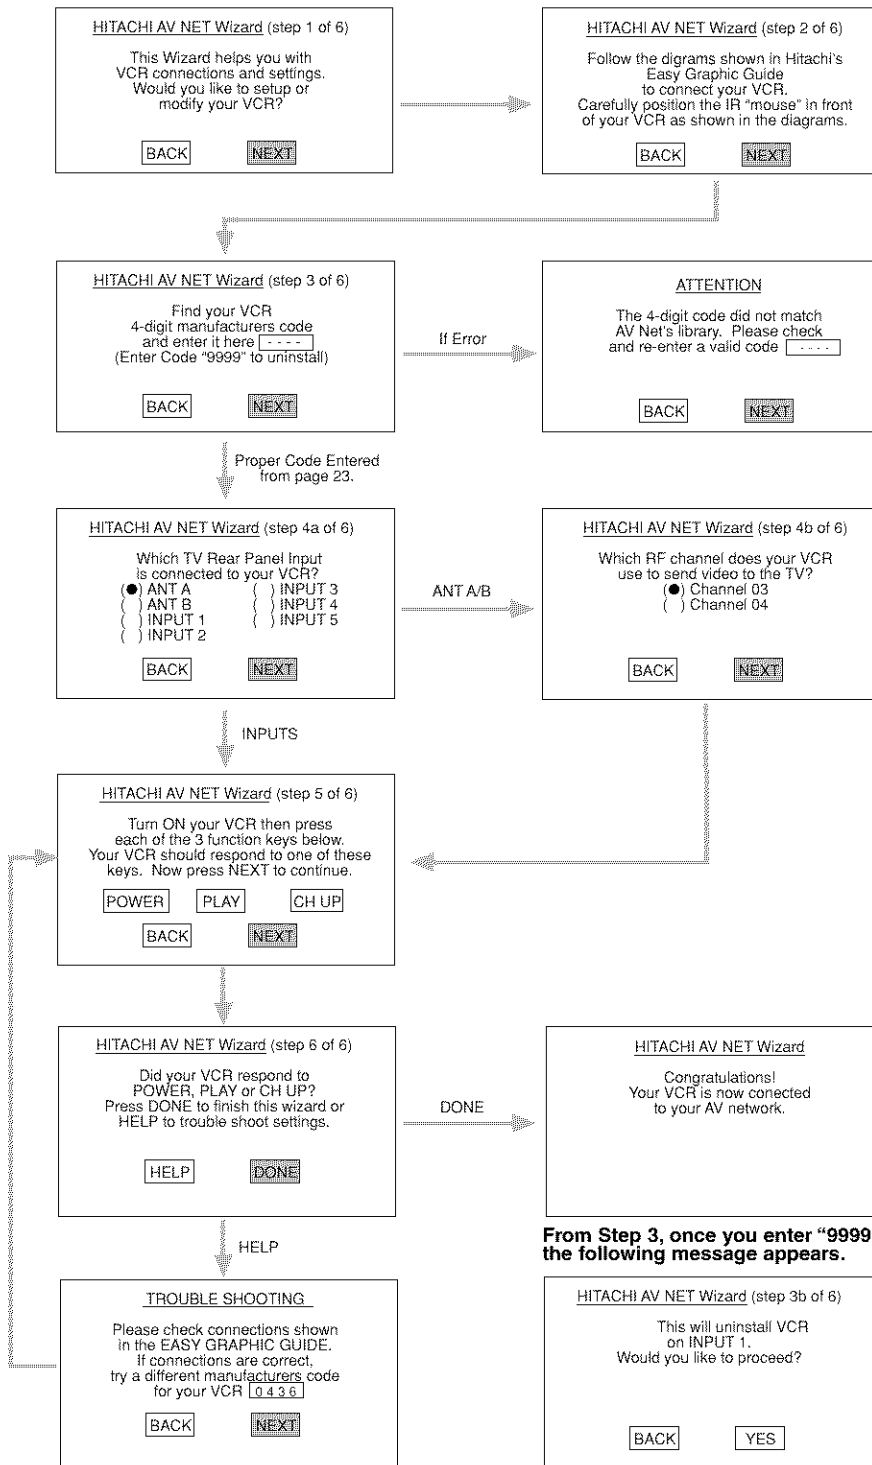 HITACHI AV NET Wizard (step 1 of 6)
This Wizard helps you with
VCR connections and settings.
Would you like to setup or
modify your VCR?
BACK NEXT
HITACHI AV NET Wizard (step 2 of 6)
Follow the digrams shown in Hitachi's
Easy Graphic Guide
to connect your VCR.
Carefully position the IR "mouse" in front
of your VCR as shown in the diagrams.
BACK NEXT
HITACHI AV NET Wizard (step 3 of 6)
Find your VCR
4-digit manufacturers code
and enter it here - - - -
(Enter Code "9999" to uninstall)
BACK NEXT
If Error
ATTENTION
The 4-digit code did not match
AV Net's library. Please check
and re-enter a valid code - - - -
BACK NEXT
Proper Code Entered
from page 23.
HITACHI AV NET Wizard (step 4a of 6)
Which TV Rear Panel Input
is connected to your VCR?
(●) ANT A ( ) INPUT 3
( ) ANT B ( ) INPUT 4
( ) INPUT 1 ( ) INPUT 5
( ) INPUT 2
BACK NEXT
ANT A/B
HITACHI AV NET Wizard (step 4b of 6)
Which RF channel does your VCR
use to send video to the TV?
(●) Channel 03
( ) Channel 04
BACK NEXT
INPUTS
HITACHI AV NET Wizard (step 5 of 6)
Turn ON your VCR then press
each of the 3 function keys below.
Your VCR should respond to one of these
keys. Now press NEXT to continue.
POWER PLAY CH UP
BACK NEXT
HITACHI AV NET Wizard (step 6 of 6)
Did your VCR respond to
POWER, PLAY or CH UP?
Press DONE to finish this wizard or
HELP to trouble shoot settings.
HELP DONE
DONE
HITACHI AV NET Wizard
Congratulations!
Your VCR is now conected
to your AV network.
HELP
TROUBLE SHOOTING
Please check connections shown
in the EASY GRAPHIC GUIDE.
If connections are correct,
try a different manufacturers code
for your VCR 0 4 3 6
BACK NEXT
From Step 3, once you enter "9999
the following message appears.
HITACHI AV NET Wizard (step 3b of 6)
This will uninstall VCR
on INPUT 1.
Would you like to proceed?
BACK YES